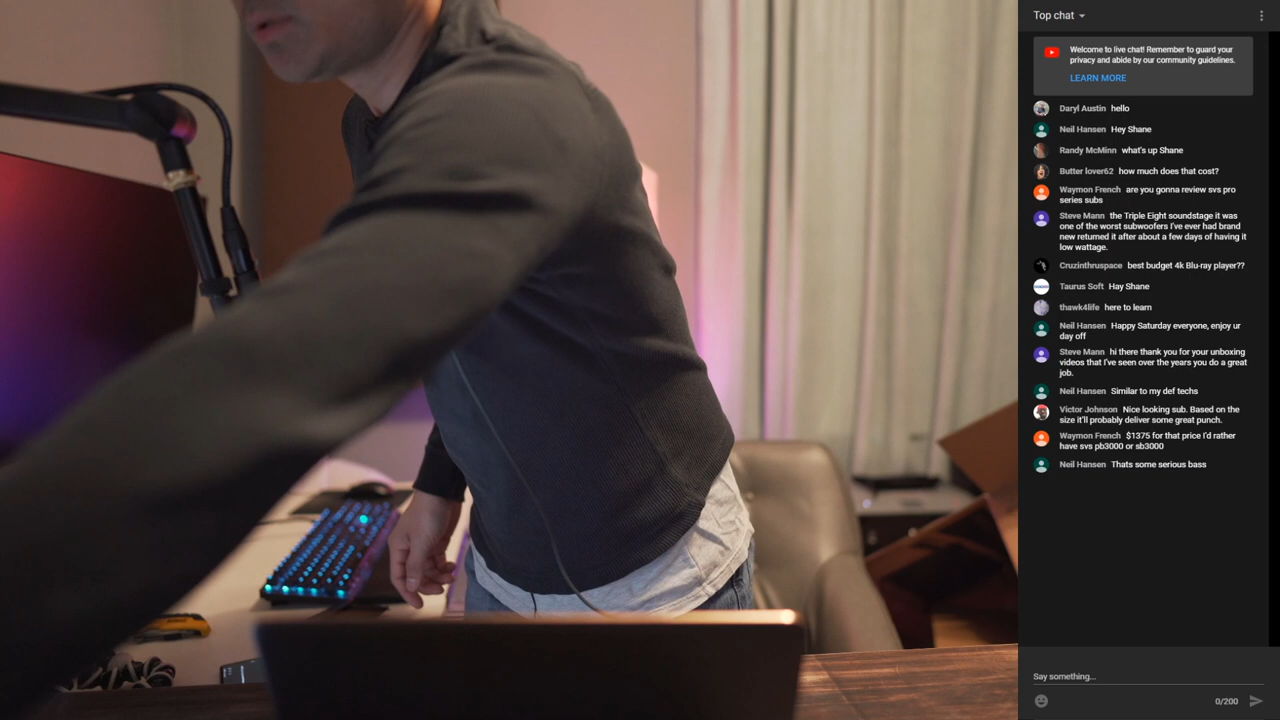 Top chat
Welcome to live chat! Remember to guard your
privacy and abide by our community guidelines.
LEARN MORE
Daryl Austin hello
Neil Hansen Hey Shane
Randy McMinn what's up Shane
Butter lover62 how much does that cost?
Waymon French are you gonna review svs pro
series subs
Steve Mann the Triple Eight soundstage it was
one of the worst subwoofers I've ever had brand
new returned it after about a few days of having it
low wattage.
Cruzinthruspace best budget 4k Blu-ray player??
Taurus Soft Hay Shane
thawk4life here to learn
Neil Hansen Happy Saturday everyone, enjoy ur
day off
Steve Mann hi there thank you for your unboxing
videos that I've seen over the years you do a great
job.
Neil Hansen Similar to my def techs
Victor Johnson Nice looking sub. Based on the
size it'll probably deliver some great punch.
Waymon French $1375 for that price I'd rather
have svs pb3000 or sb3000
Neil Hansen Thats some serious bass
Say something...
0/200